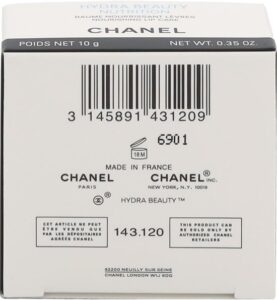 HYDRA BEAUTY
NUTRITION
BAUME NOURRISSANT LÈVRES
NOURISHING LIP CARE
CHANEL
POIDS NET 10 g NET WT. 0.35 OZ.
3 145891 431209
18M
6901
MADE IN FRANCE
CHANEL CHANEL INC.
PARIS NEW YORK, N.Y. 10019
HYDRA BEAUTY™
CET ARTICLE NE PEUT
ÊTRE VENDU QUE
PAR LES DÉPOSITAIRES
AGRÉÉS CHANEL
143.120
THIS PRODUCT CAN
BE SOLD ONLY BY
AUTHORIZED CHANEL
RETAILERS
92200 NEUILLY SUR SEINE
CHANEL LONDON W1J 6DG